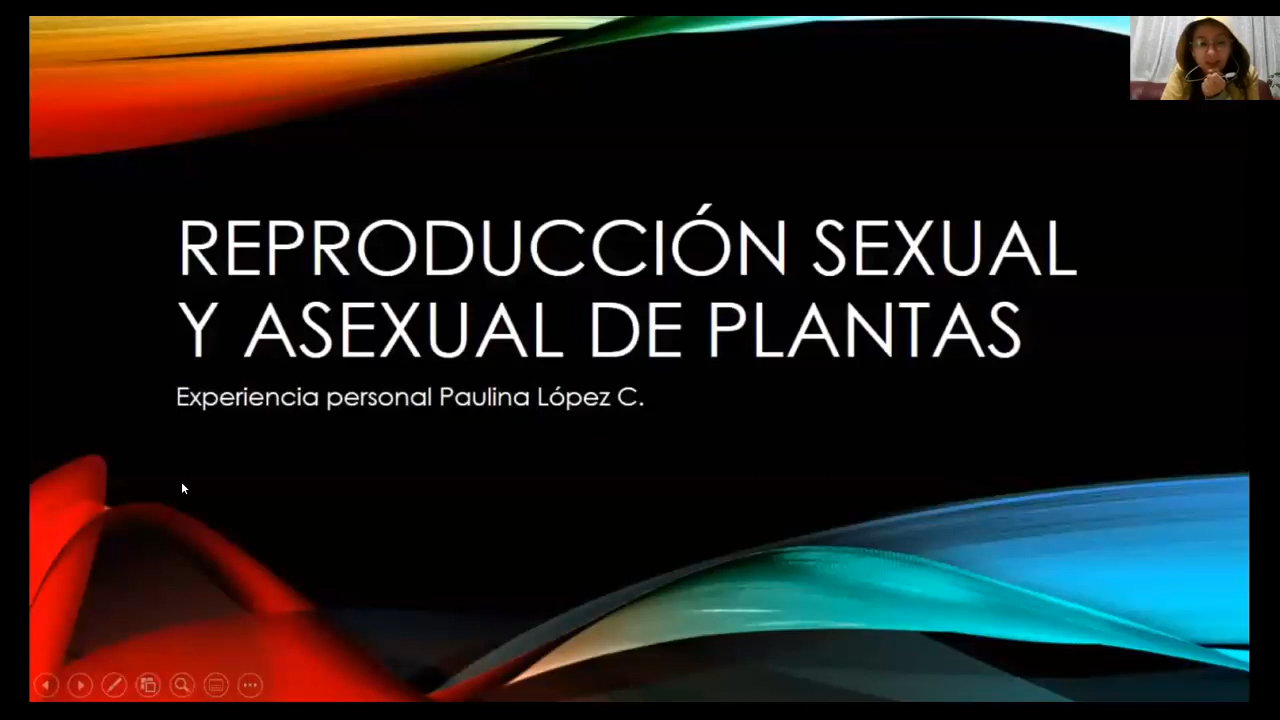 REPRODUCCIÓN SEXUAL
Y ASEXUAL DE PLANTAS
Experiencia personal Paulina López C.